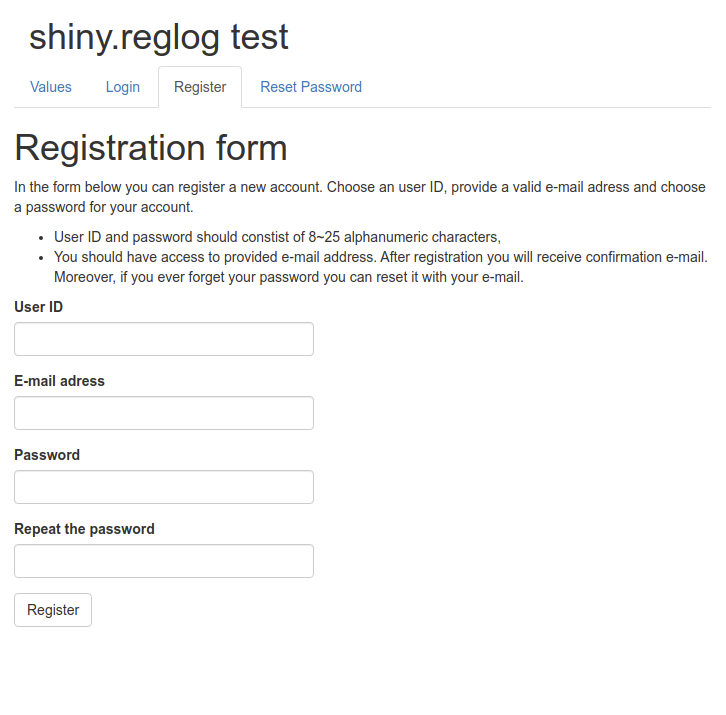 shiny.reglog test
Values
Login
Register
Reset Password
Registration form
In the form below you can register a new account. Choose an user ID, provide a valid e-mail adress and choose
a password for your account.
• User ID and password should constist of 8~25 alphanumeric characters,
• You should have access to provided e-mail address. After registration you will receive confirmation e-mail.
Moreover, if you ever forget your password you can reset it with your e-mail.
User ID
E-mail adress
Password
Repeat the password
Register